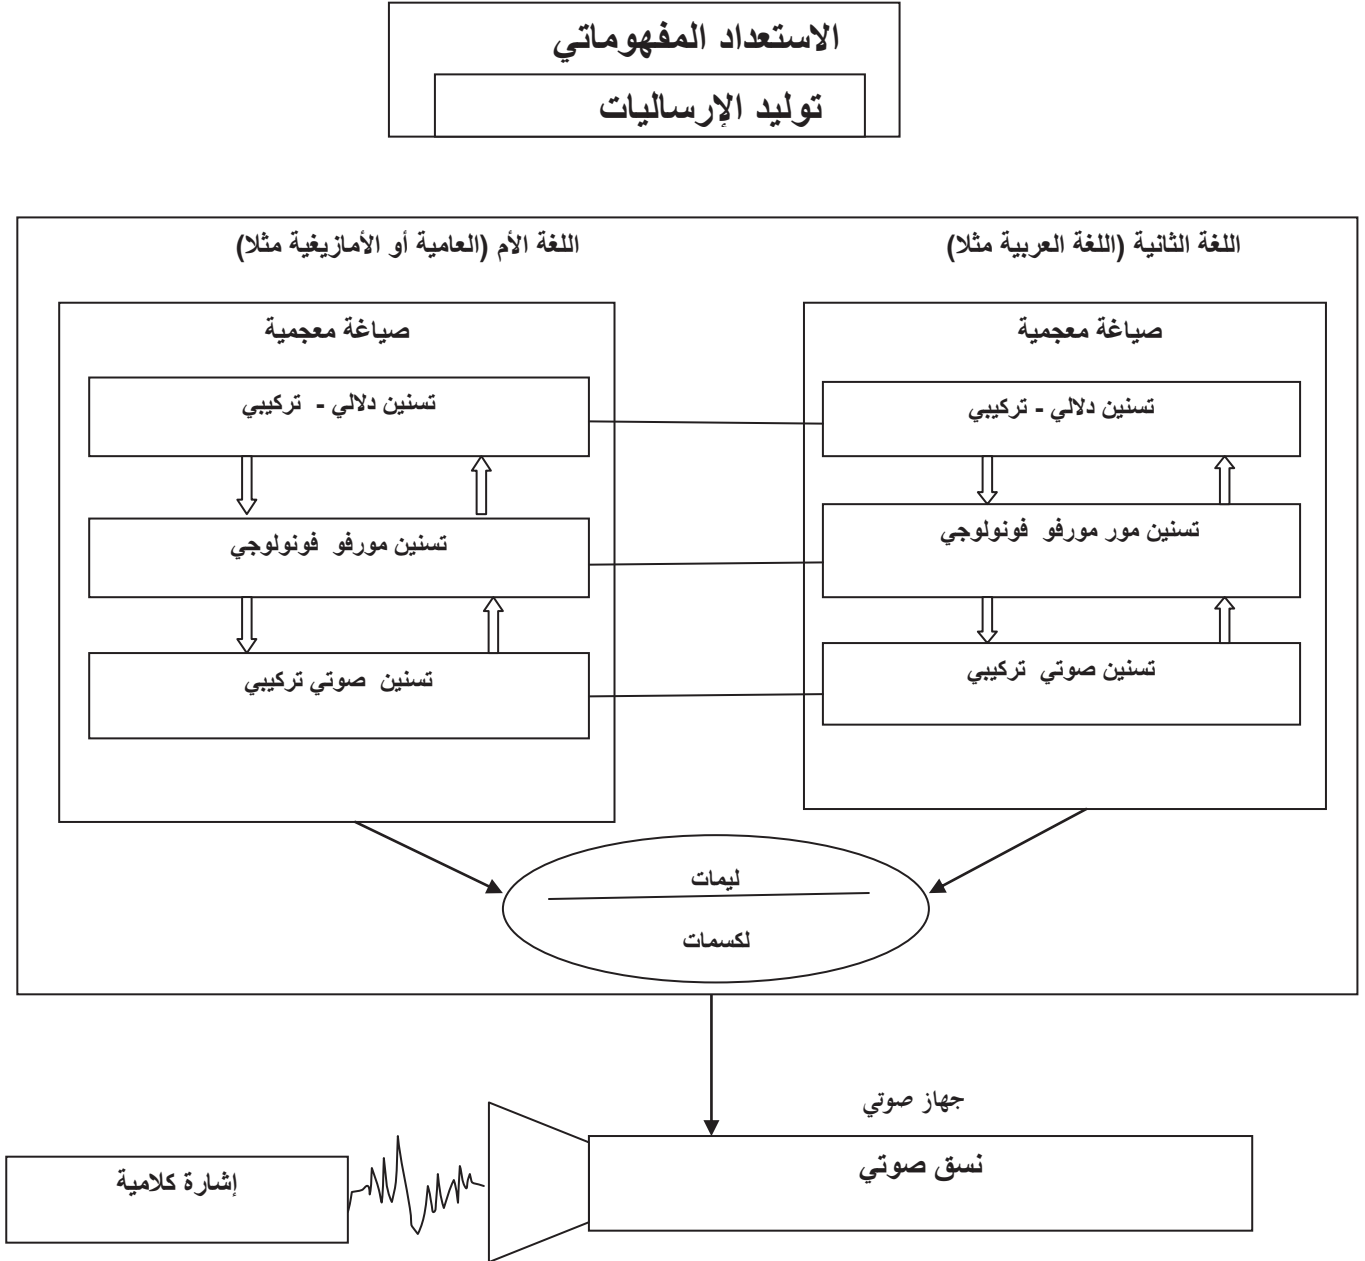 الاستعداد المفهوماتي
توليد الإرساليات
اللغة الثانية (اللغة العربية مثلا)
صياغة معجمية
تسنين دلالي - تركيبي
تسنين مور مورفو فونولوجي
تسنين صوتي تركيبي
اللغة الأم (العامية أو الأمازيغية مثلا)
صياغة معجمية
تسنين دلالي - تركيبي
تسنين مورفو فونولوجي
تسنين صوتي تركيبي
ليمات
لكسمات
جهاز صوتي
نسق صوتي
إشارة كلامية